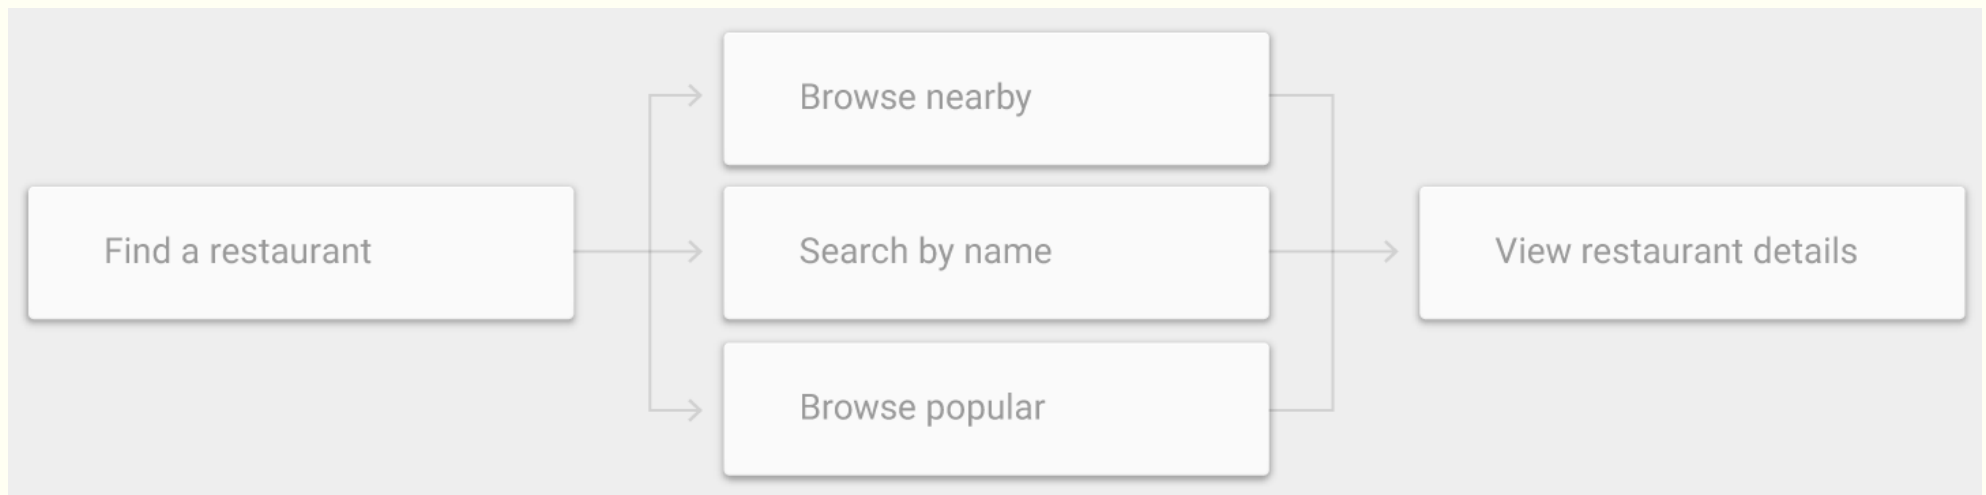 Find a restaurant
Browse nearby
Search by name
Browse popular
View restaurant details